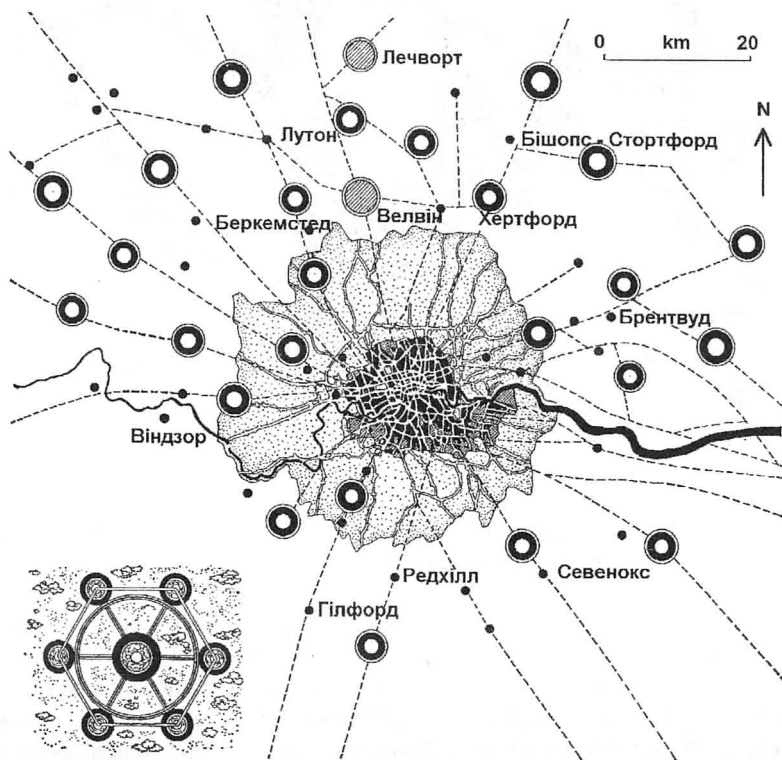 0 km 20
N
Лечворт
Лутон
Бішопс - Стортфорд
Беркемстед
Велвін
Хертфорд
Брентвуд
Віндзор
Редхілл
Севенокс
Гілфорд